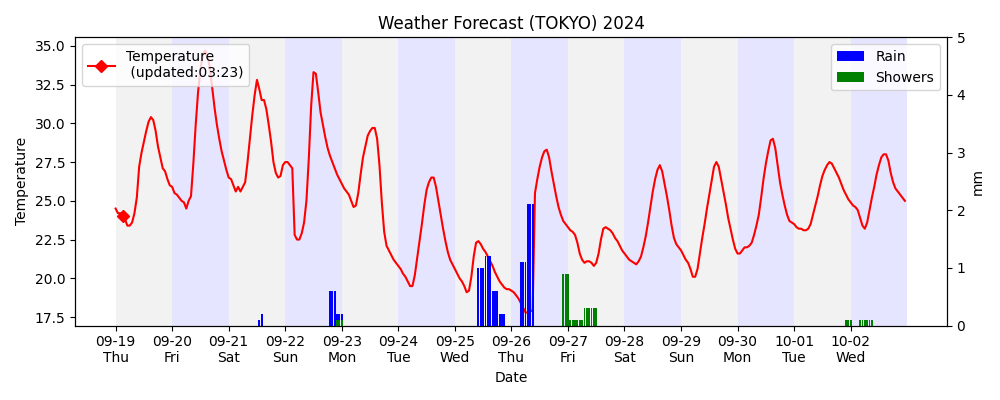 Weather Forecast (TOKYO) 2024
Temperature
(updated:03:23)
Rain
Showers
35.0
32.5
30.0
27.5
25.0
22.5
20.0
17.5
Temperature
5
4
3
2
1
0
mm
09-19 09-20 09-21 09-22 09-23 09-24 09-25 09-26 09-27 09-28 09-29 09-30 10-01 10-02
Thu Fri Sat Sun Mon Tue Wed Thu Fri Sat Sun Mon Tue Wed
Date